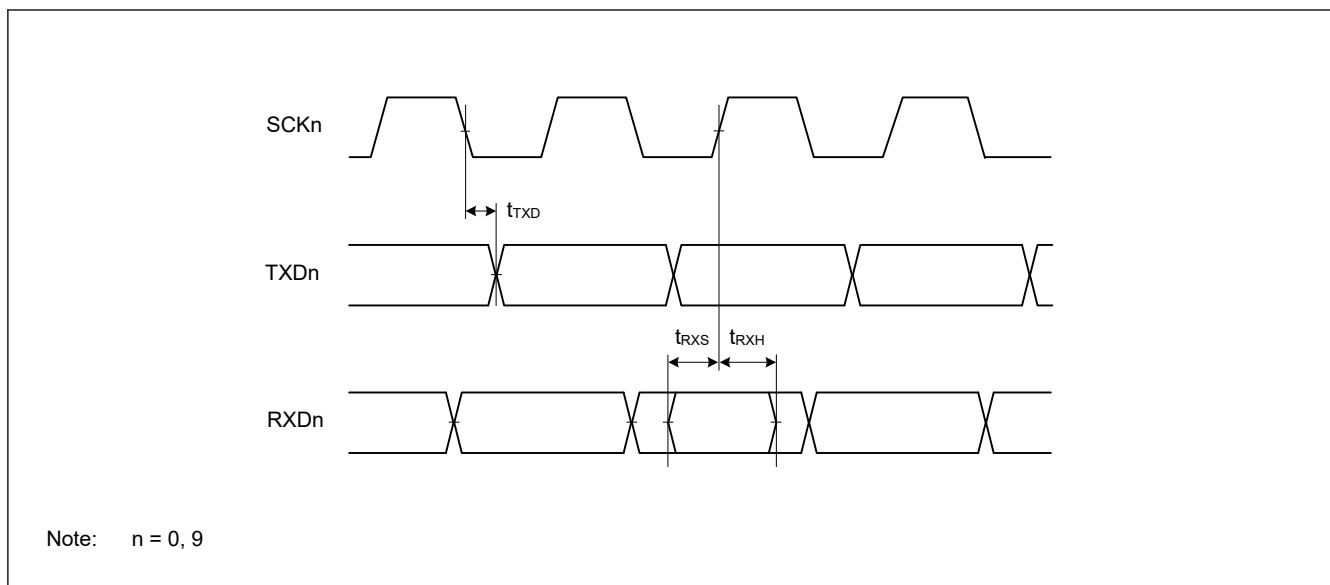 SCKn
tTXD
TXDn
tRXS tRXH
RXDn
Note: n = 0, 9